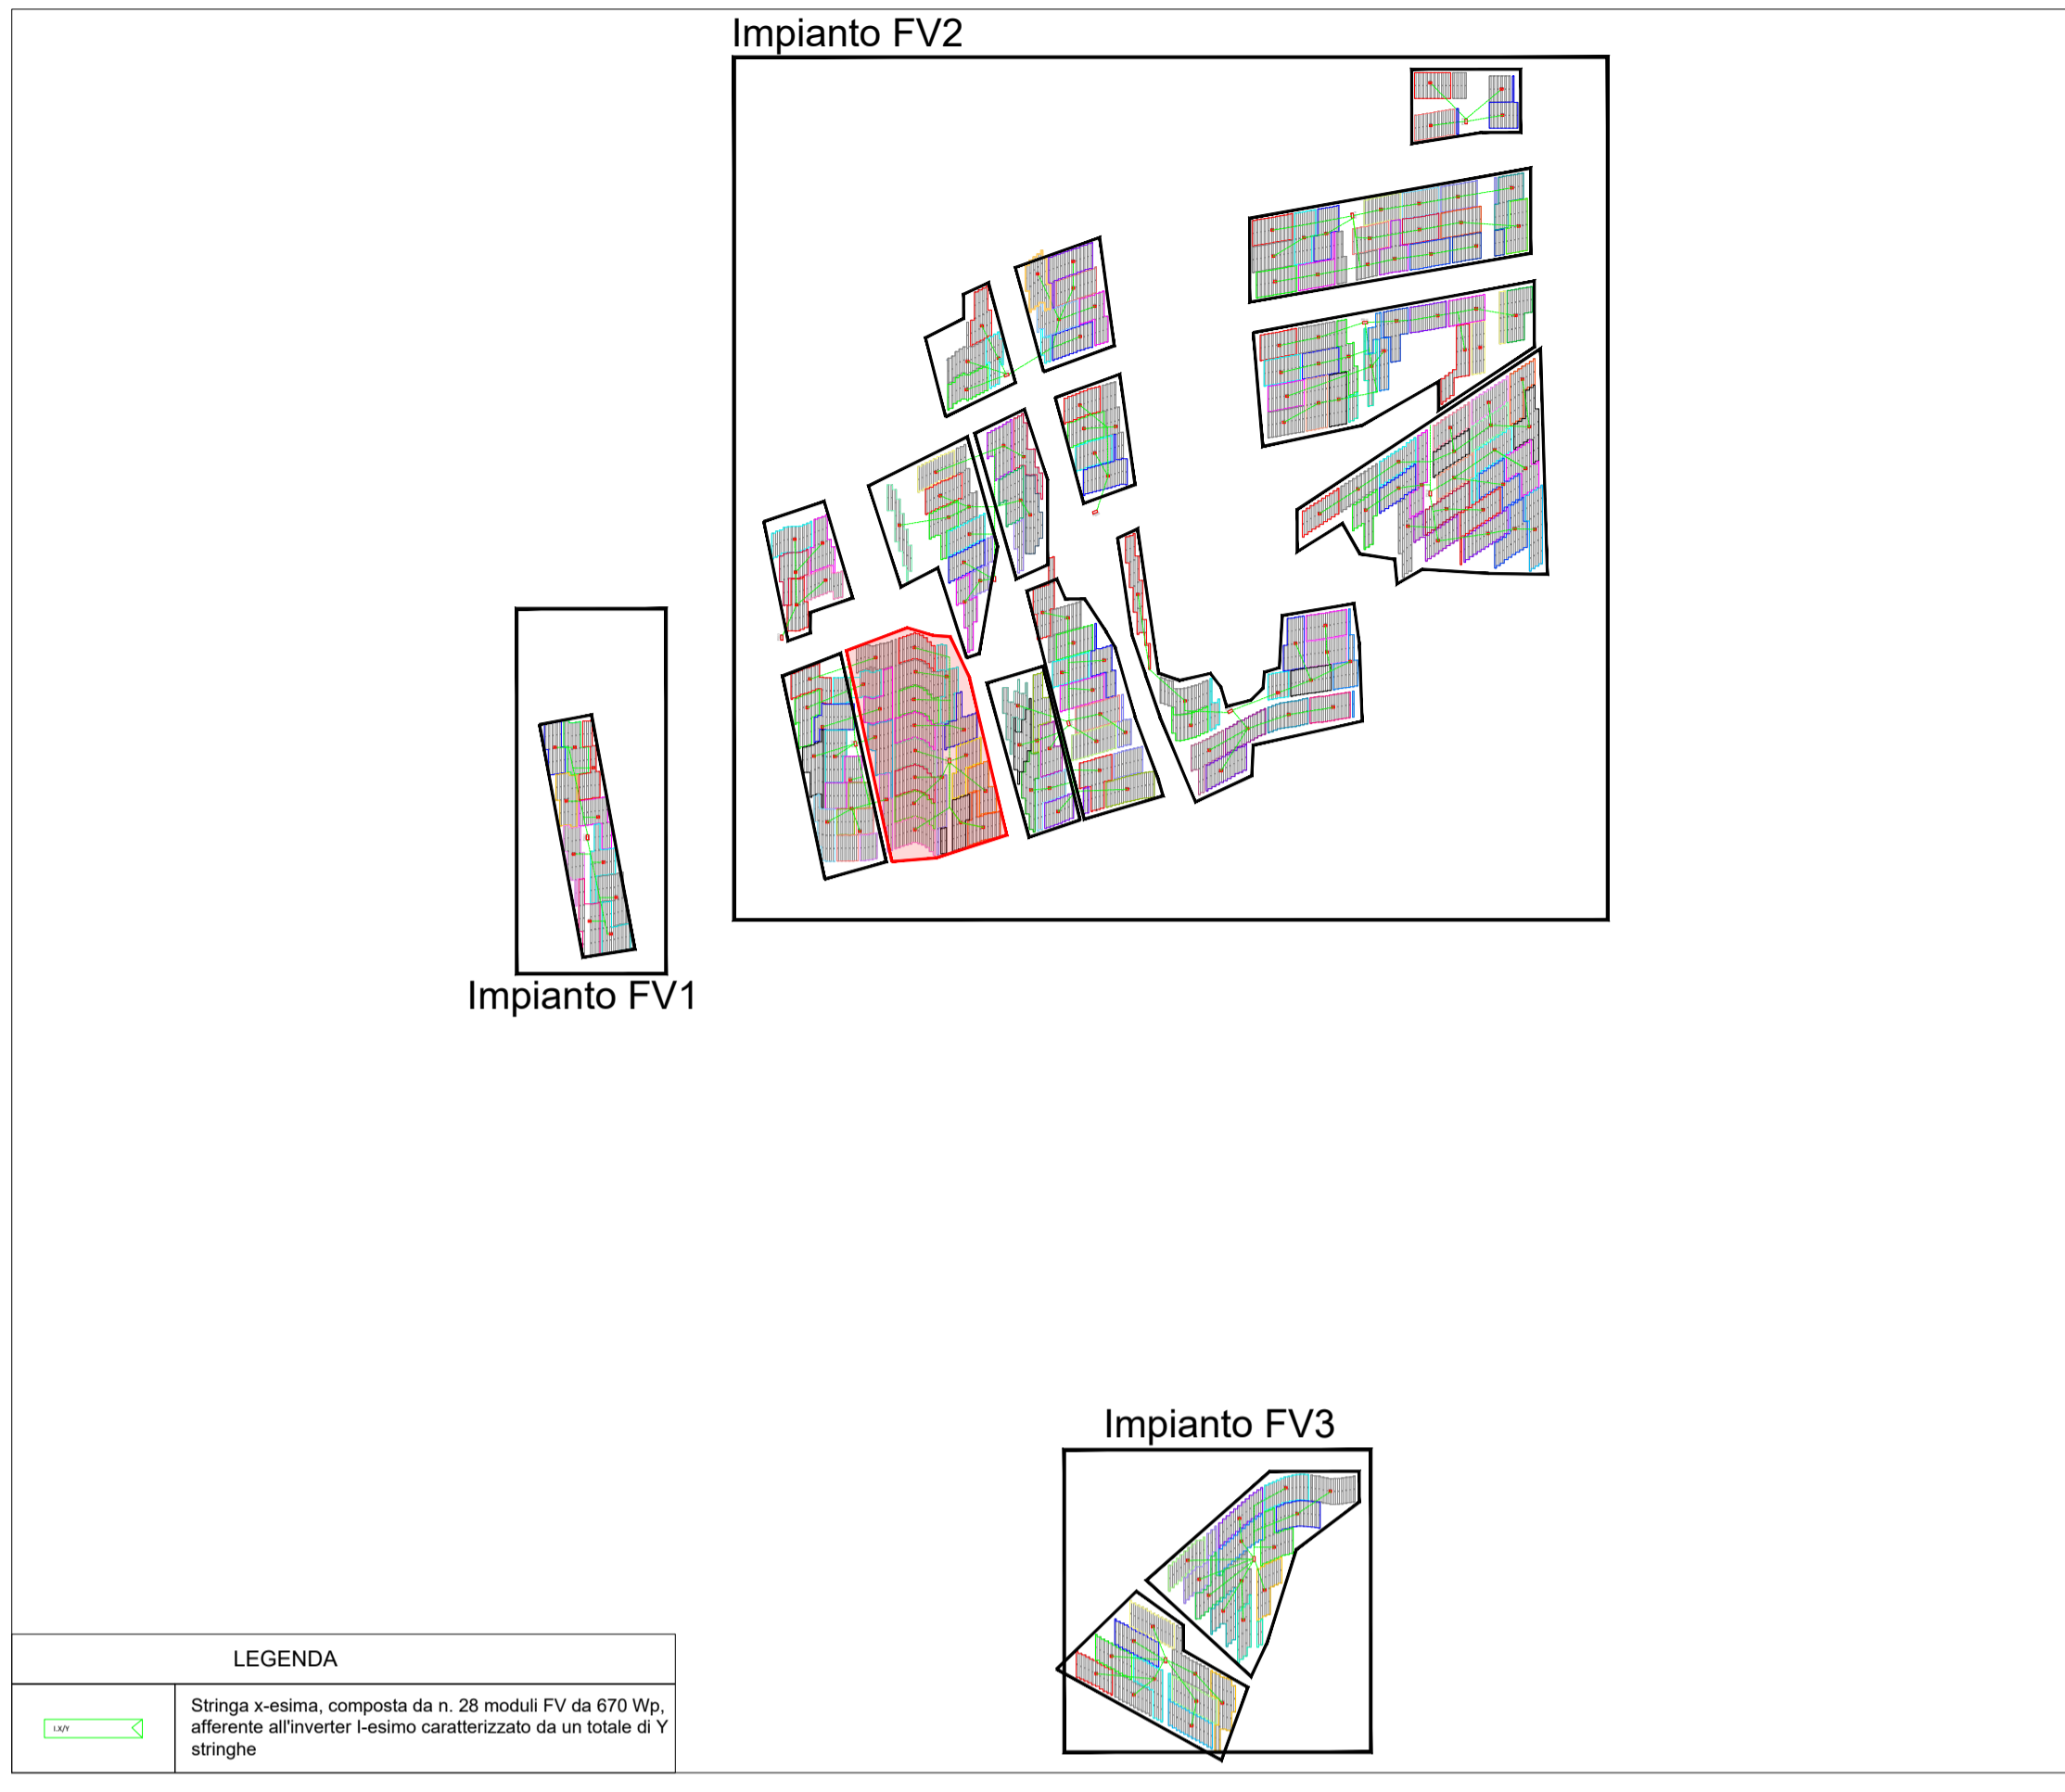 Impianto FV2
Impianto FV1
Impianto FV3
LEGENDA
I.X/Y
Stringa x-esima, composta da n. 28 moduli FV da 670 Wp,
afferente all'inverter I-esimo caratterizzato da un totale di Y
stringhe